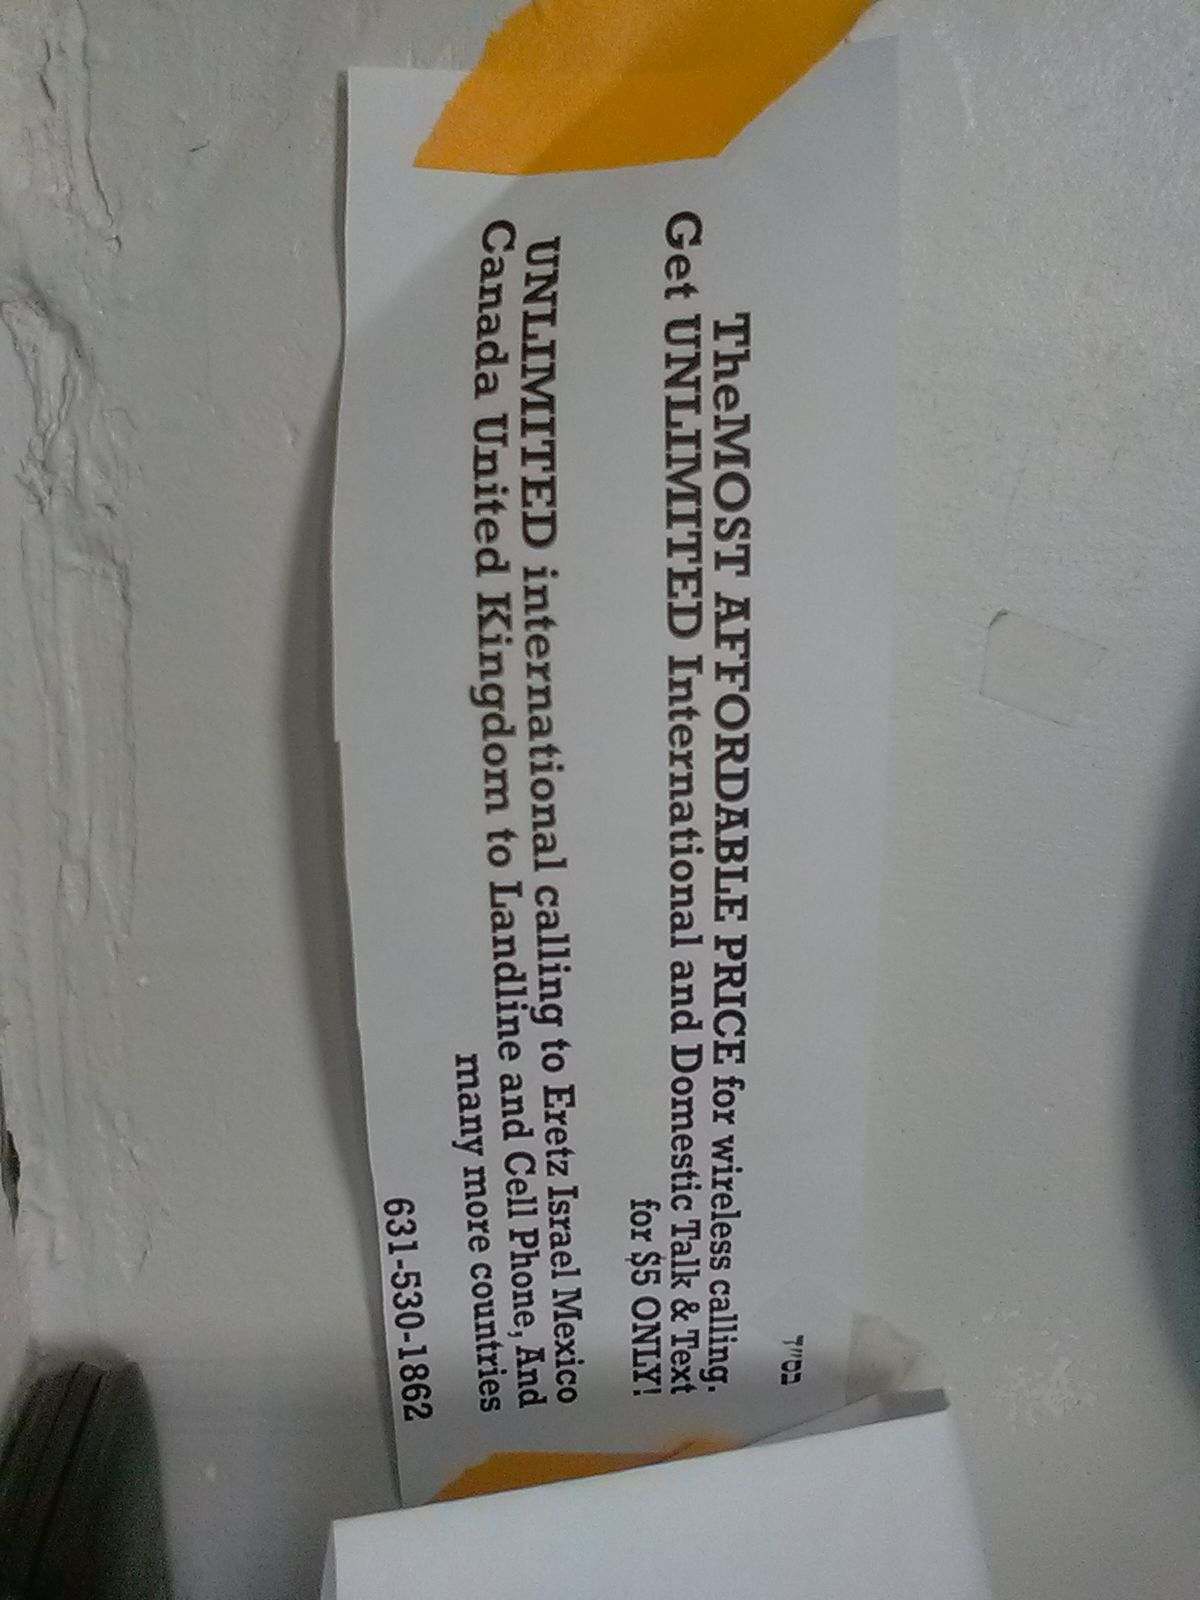 בסייד
TheMOST AFFORDABLE PRICE for wireless calling.
Get UNLIMITED International and Domestic Talk & Text
for $5 ONLY!
UNLIMITED international calling to Eretz Israel Mexico
Canada United Kingdom to Landline and Cell Phone, And
many more countries
631-530-1862